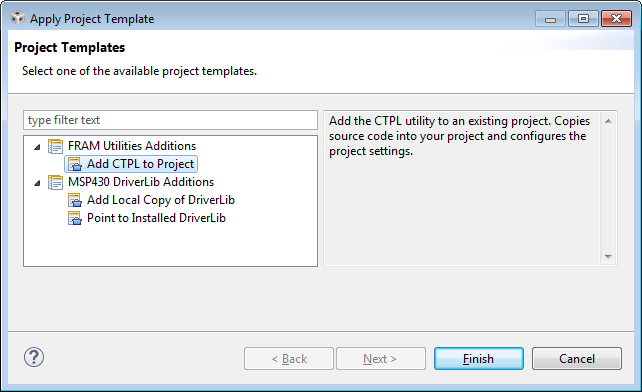 Apply Project Template
Project Templates
Select one of the available project templates.
type filter text
FRAM Utilities Additions
Add CTPL to Project
MSP430 DriverLib Additions
Add Local Copy of DriverLib
Point to Installed DriverLib
Add the CTPL utility to an existing project. Copies
source code into your project and configures the
project settings.
?
< Back
Next >
Finish
Cancel